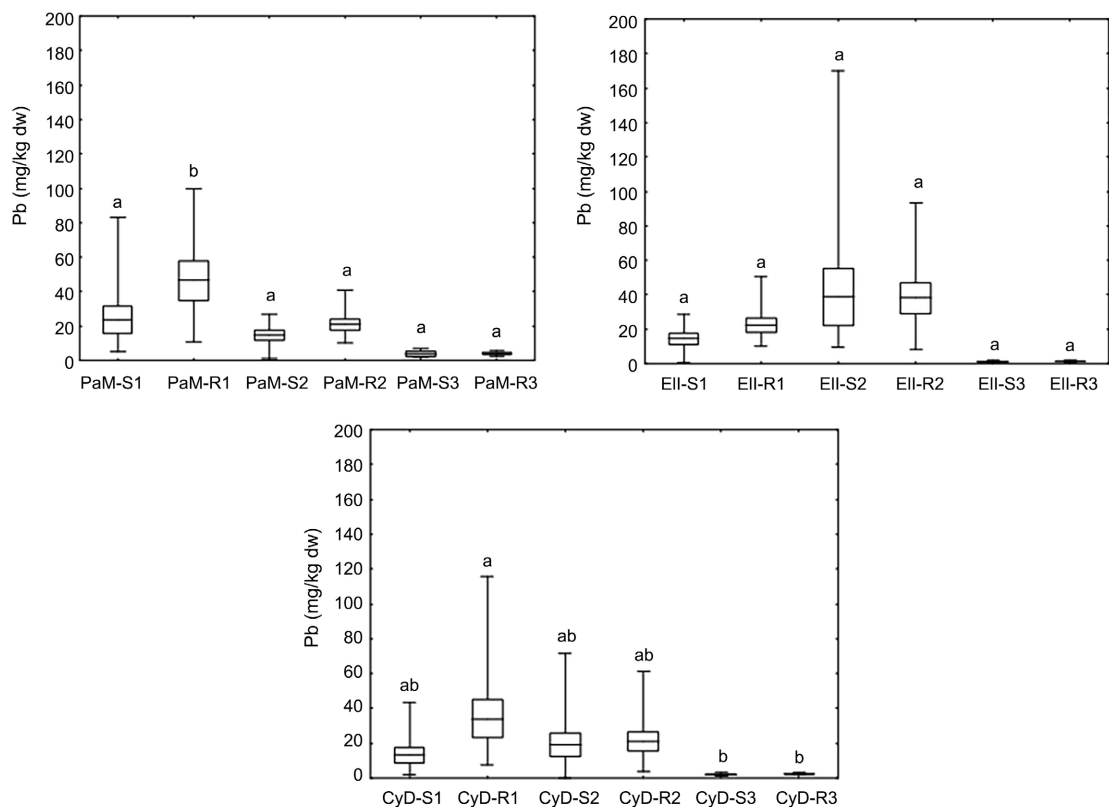 200
180
160
140
120
100
80
60
40
20
0
Pb (mg/kg dw)
a
b
a
a
a
a
PaM-S1 PaM-R1 PaM-S2 PaM-R2 PaM-S3 PaM-R3
200
180
160
140
120
100
80
60
40
20
0
Pb (mg/kg dw)
a
a
a
a
a
a
Ell-S1 Ell-R1 Ell-S2 Ell-R2 Ell-S3 Ell-R3
200
180
160
140
120
100
80
60
40
20
0
Pb (mg/kg dw)
ab
a
ab
ab
b
b
CyD-S1 CyD-R1 CyD-S2 CyD-R2 CyD-S3 CyD-R3